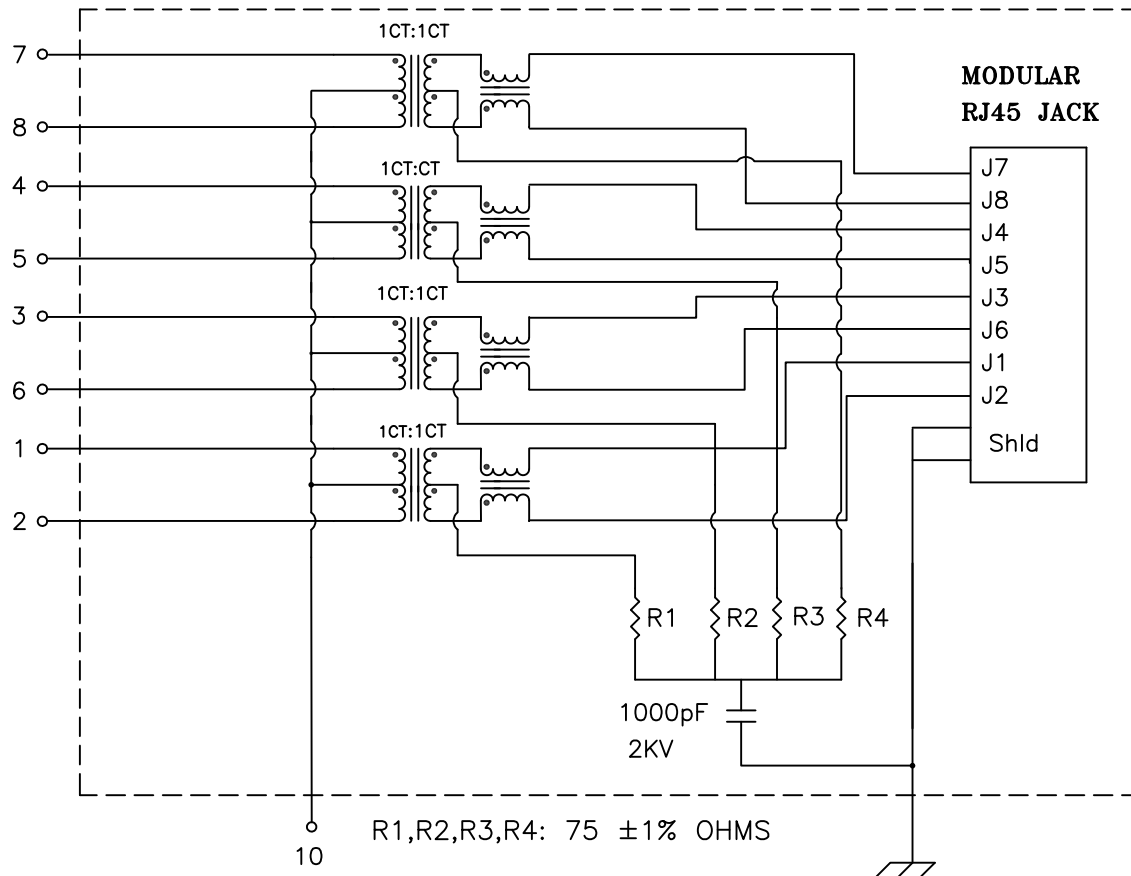 1CT:1CT
7
8
MODULAR
RJ45 JACK
J7
J8
J4
J5
J3
J6
J1
J2
Shld
1CT:CT
4
5
1CT:1CT
3
6
1CT:1CT
1
2
R1
R2
R3
R4
1000pF
2KV
10
R1,R2,R3,R4: 75 ±1% OHMS